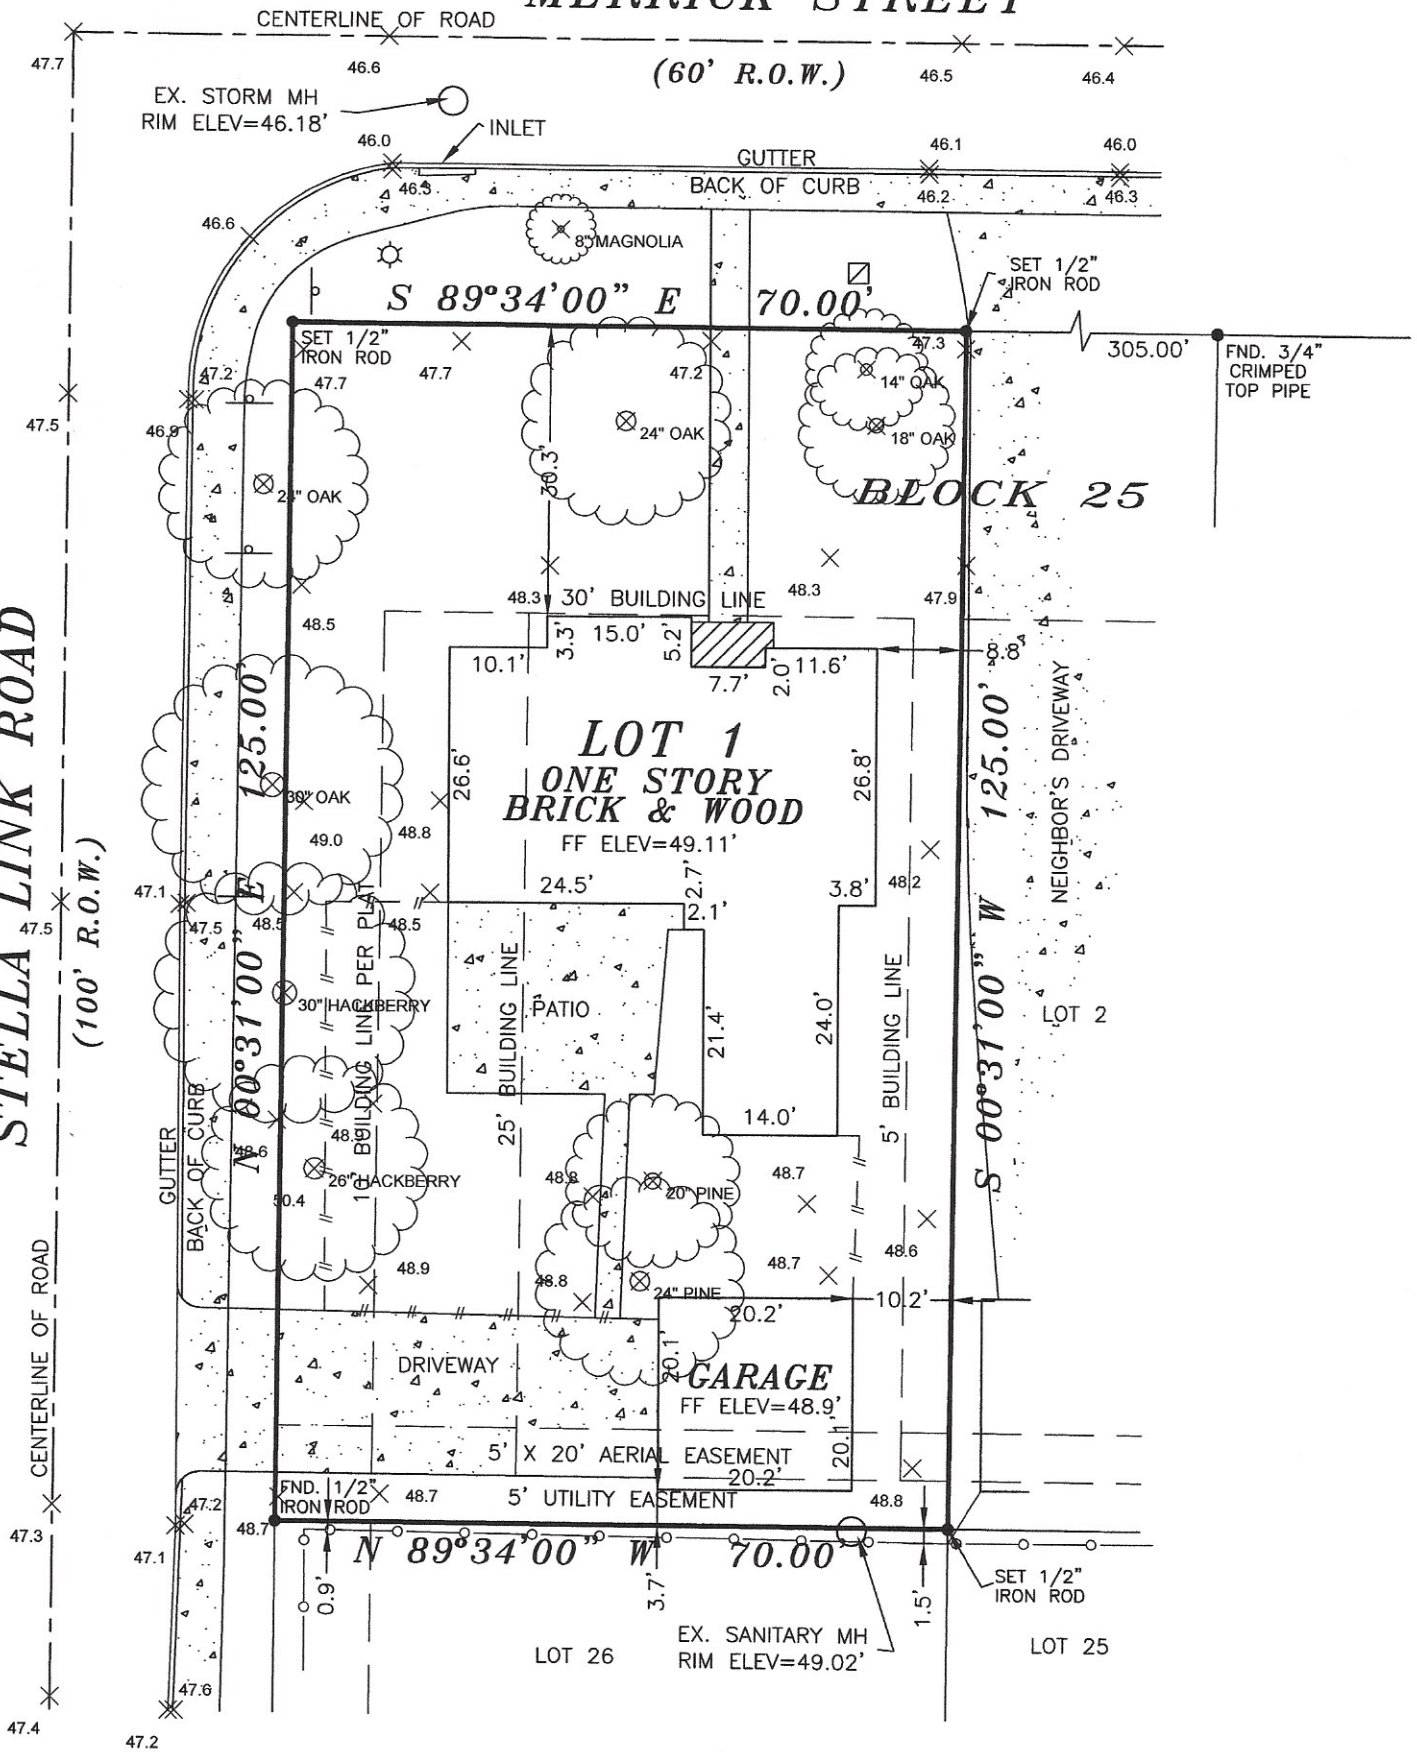 MERRICK STREET
CENTERLINE OF ROAD
47.7
46.6
(60' R.O.W.)
46.5
46.4
EX. STORM MH
RIM ELEV=46.18'
INLET
46.0
46.3
GUTTER
BACK OF CURB
46.1
46.0
46.2
46.3
46.6
8" MAGNOLIA
SET 1/2"
IRON ROD
S 89°34'00" E 70.00'
SET 1/2"
IRON ROD
47.3
305.00'
FND. 3/4"
CRIMPED
TOP PIPE
47.2
47.7
47.7
47.2
14" OAK
47.5
46.9
24" OAK
18" OAK
30.3'
24" OAK
BLOCK 25
48.3
30' BUILDING LINE
48.3
47.9
48.5
15.0'
3.3'
5.2'
10.1'
7.7'
2.0'
11.6'
8.8'
STELLA LINK ROAD
(100' R.O.W.)
125.00'
26.6'
LOT 1
ONE STORY
BRICK & WOOD
FF ELEV=49.11'
26.8'
S 00°31'00" W 125.00'
NEIGHBOR'S DRIVEWAY
30" OAK
49.0
48.8
47.1
47.5
47.5
48.5
48.5
24.5'
2.7'
2.1'
3.8'
48.2
N 00°31'00" E
30" HACKBERRY
10' BUILDING LINE PER PLAT
25' BUILDING LINE
PATIO
21.4'
24.0'
5' BUILDING LINE
LOT 2
14.0'
GUTTER
BACK OF CURB
48.6
26" HACKBERRY
50.4
48.8
20" PINE
48.7
48.6
CENTERLINE OF ROAD
48.9
48.8
24" PINE
48.7
20.2'
10.2'
20.1'
DRIVEWAY
GARAGE
FF ELEV=48.9'
20.1'
5' X 20' AERIAL EASEMENT
20.2'
FND. 1/2"
IRON ROD
48.7
5' UTILITY EASEMENT
48.8
47.2
48.7
47.3
47.1
N 89°34'00" W 70.00'
0.9'
3.7'
1.5'
SET 1/2"
IRON ROD
EX. SANITARY MH
RIM ELEV=49.02'
LOT 26
LOT 25
47.6
47.4
47.2